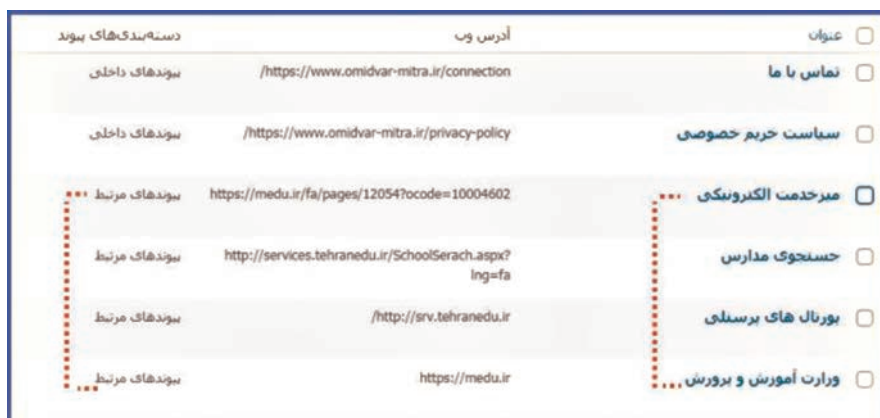 عنوان آدرس وب دسته‌بندی‌های پیوند
تماس با ما /https://www.omidvar-mitra.ir/connection پیوندهای داخلی
سیاست حریم خصوصی /https://www.omidvar-mitra.ir/privacy-policy پیوندهای داخلی
میزخدمت الکترونیکی https://medu.ir/fa/pages/12054?ocode=10004602 پیوندهای مرتبط
جستجوی مدارس http://services.tehranedu.ir/SchoolSerach.aspx? پیوندهای مرتبط
lng=fa
پورتال های پرسنلی /http://srv.tehranedu.ir پیوندهای مرتبط
وزارت آموزش و پرورش https://medu.ir پیوندهای مرتبط